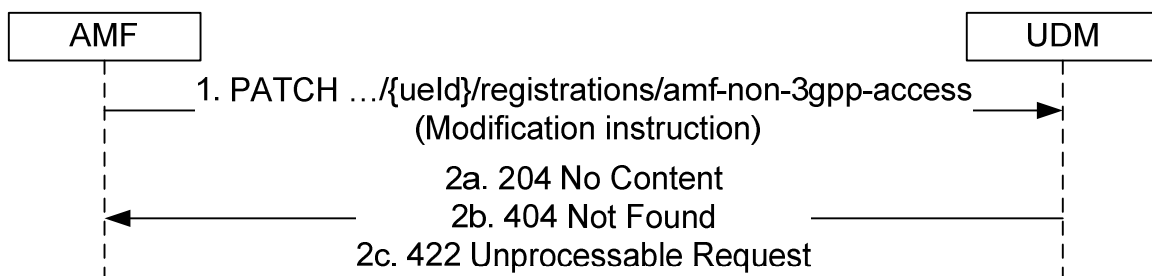 AMF
UDM
1. PATCH …/{ueId}/registrations/amf-non-3gpp-access
(Modification instruction)
2a. 204 No Content
2b. 404 Not Found
2c. 422 Unprocessable Request